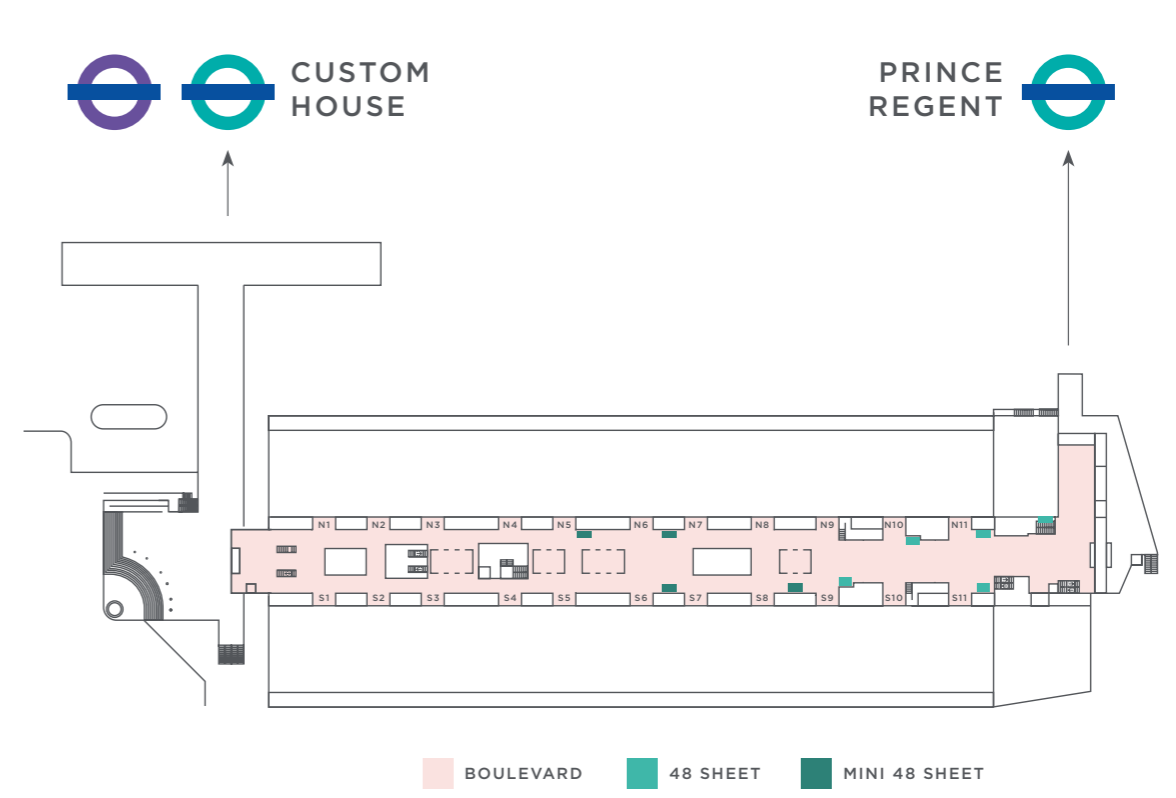 CUSTOM
HOUSE
PRINCE
REGENT
N1 N2 N3 N4 N5 N6 N7 N8 N9 N10 N11
S1 S2 S3 S4 S5 S6 S7 S8 S9 S10 S11
BOULEVARD 48 SHEET MINI 48 SHEET